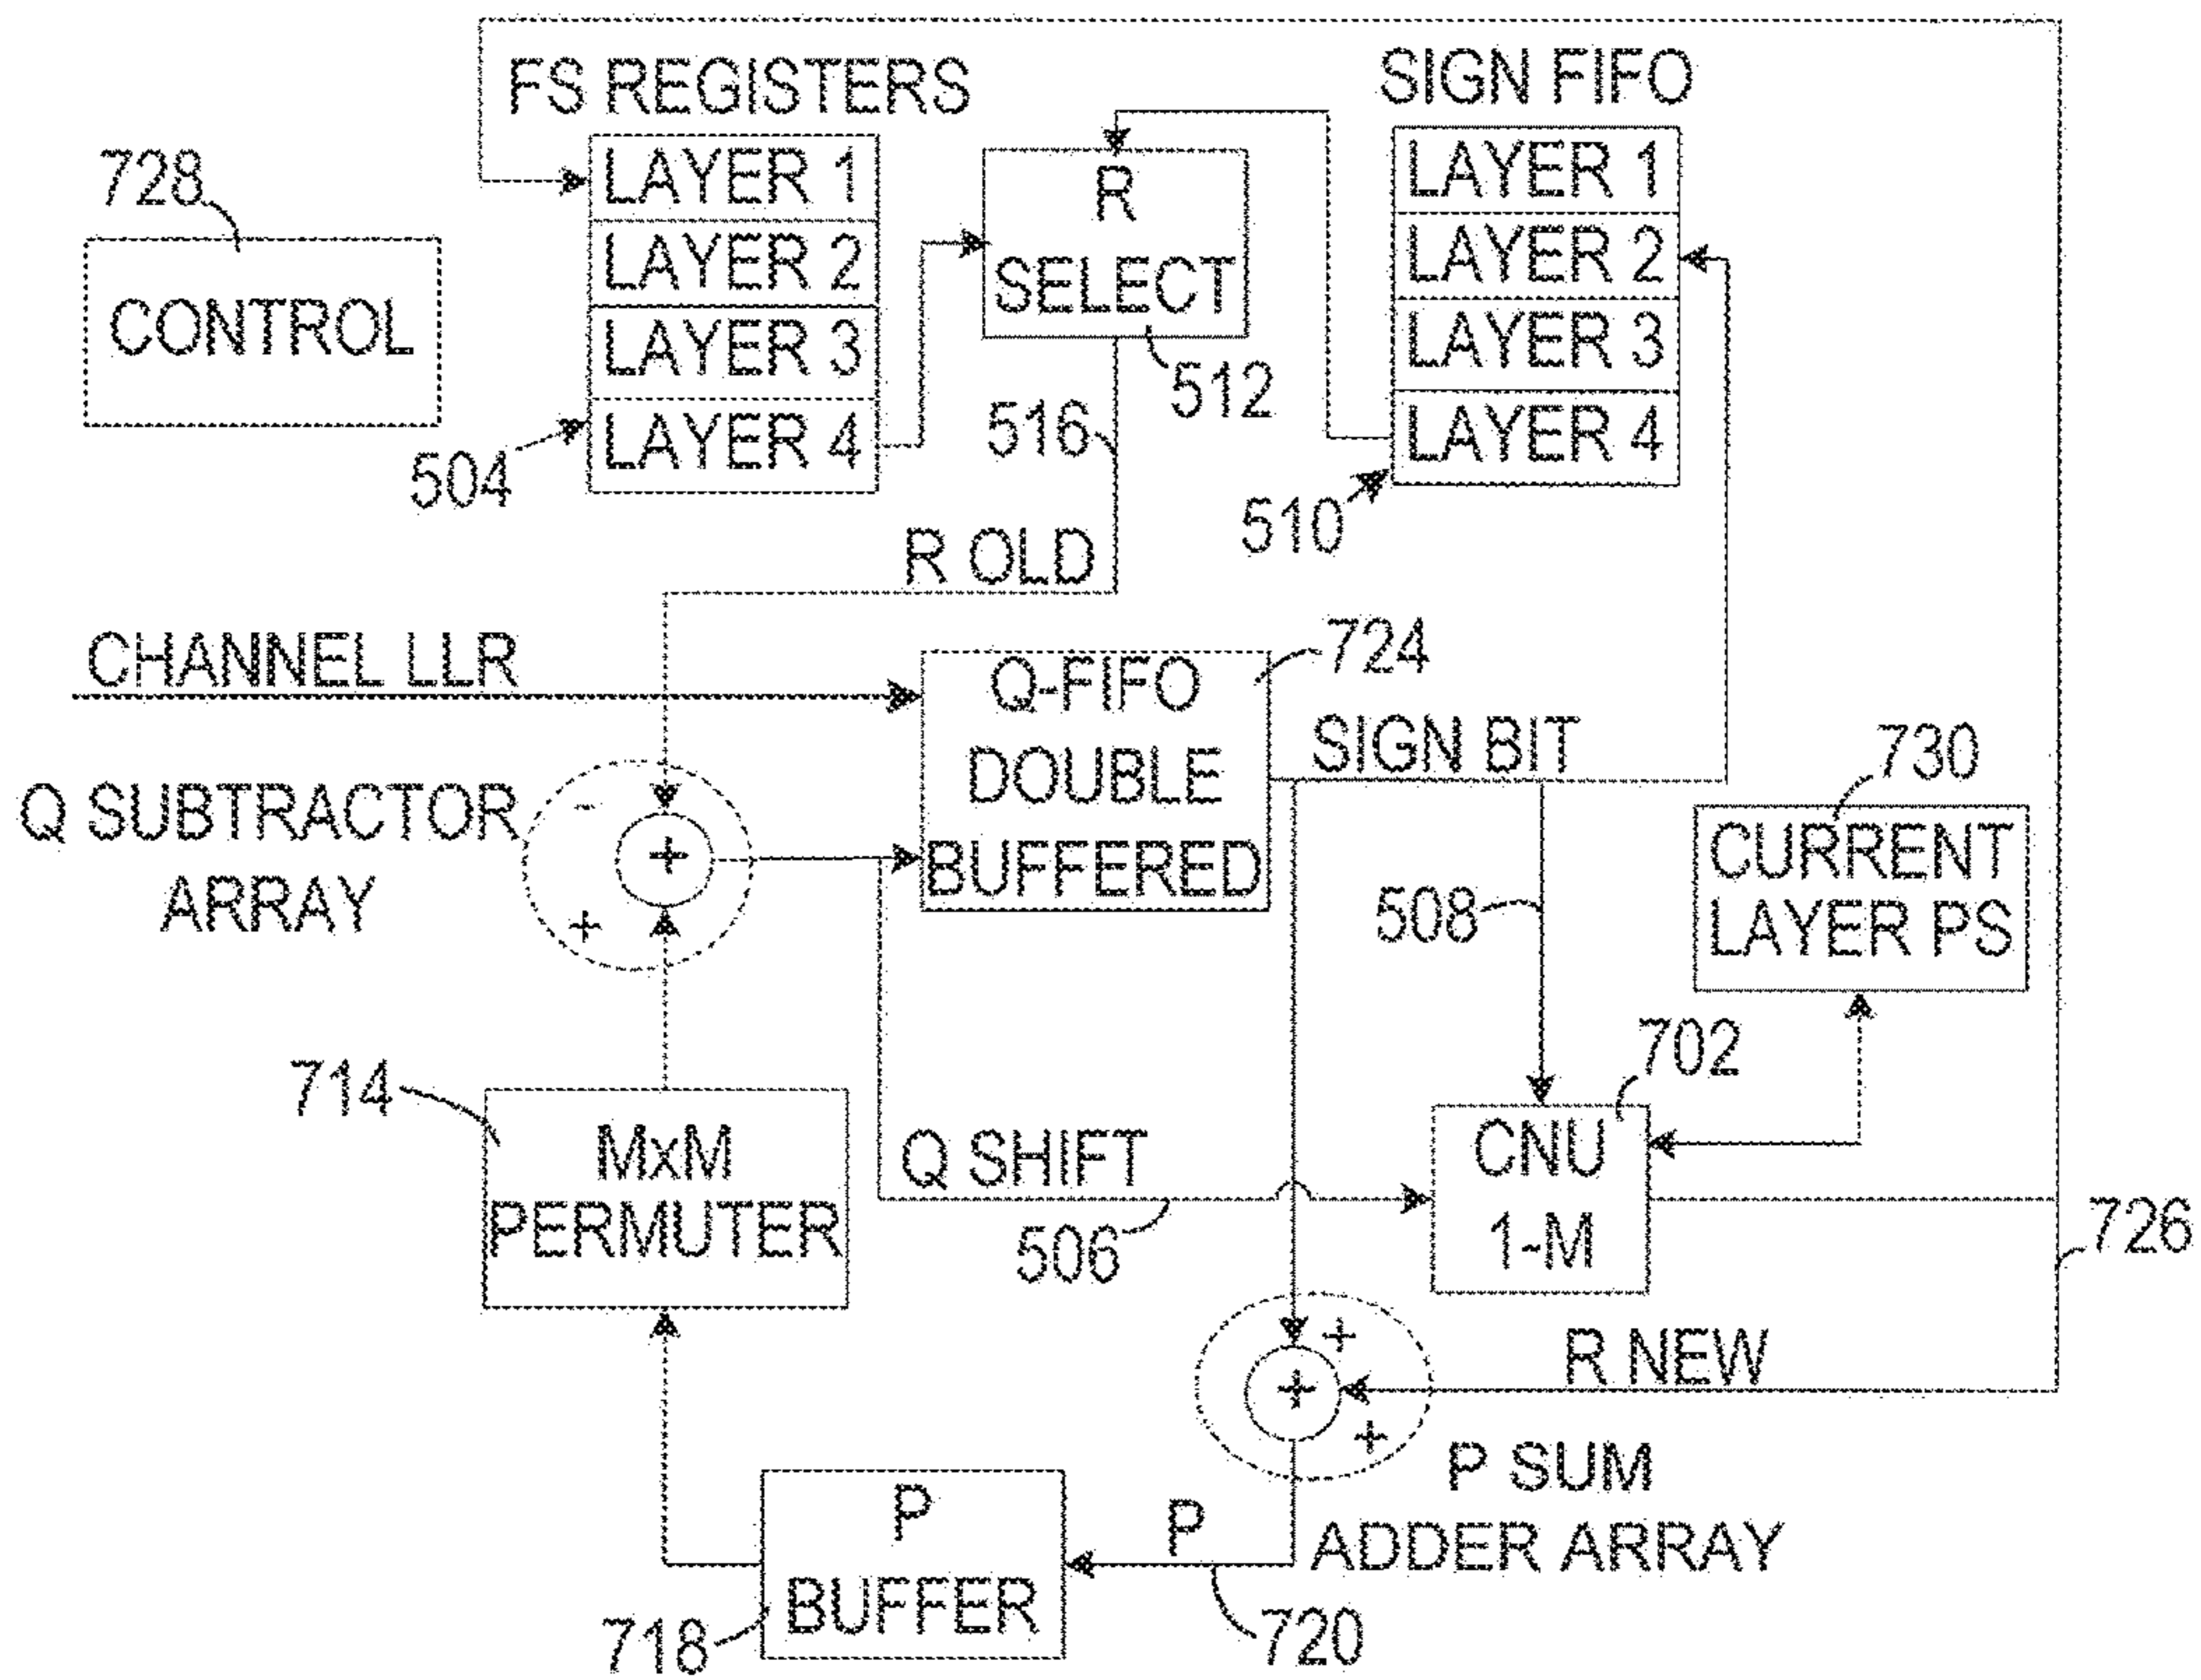 FS REGISTERS
SIGN FIFO
728
CONTROL
LAYER 1
LAYER 2
LAYER 3
LAYER 4
504
R
SELECT
512
516
LAYER 1
LAYER 2
LAYER 3
LAYER 4
510
R OLD
CHANNEL LLR
Q-FIFO
DOUBLE
BUFFERED
724
SIGN BIT
Q SUBTRACTOR
ARRAY
-
+
+
508
730
CURRENT
LAYER PS
714
MxM
PERMUTER
Q SHIFT
506
702
CNU
1-M
726
R NEW
+
+
+
P SUM
ADDER ARRAY
P
720
P
BUFFER
718